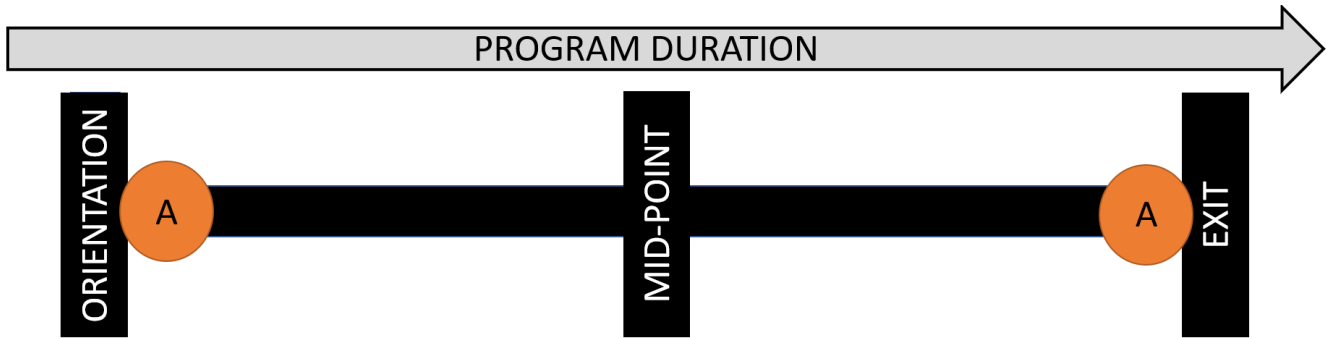 PROGRAM DURATION
ORIENTATION
A
MID-POINT
A
EXIT